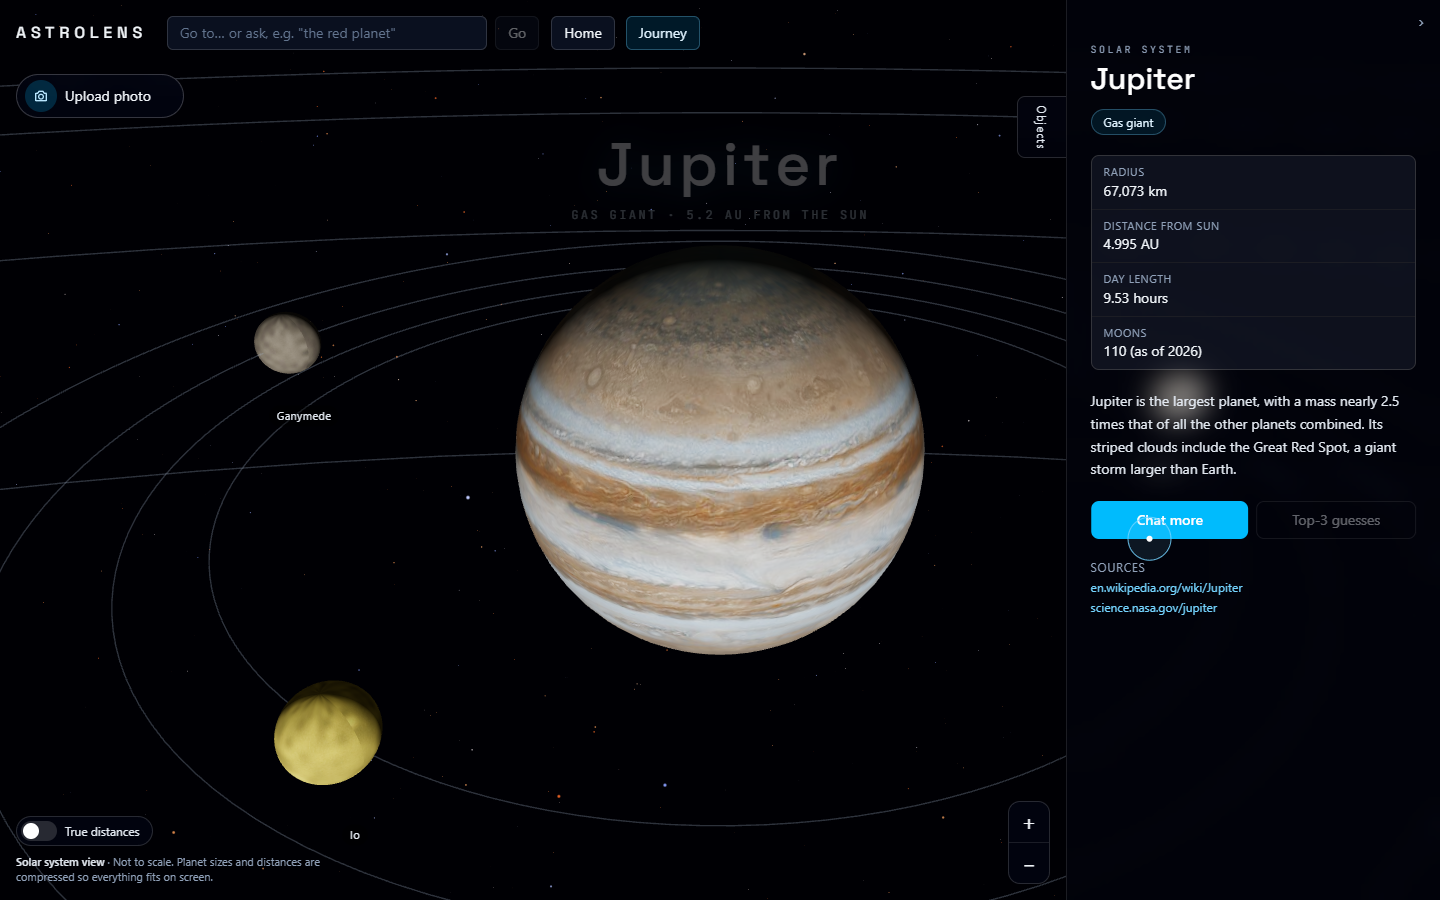 ASTROLENS
Go to... or ask, e.g. "the red planet"
Go
Home
Journey
Upload photo
Objects
Jupiter
GAS GIANT · 5.2 AU FROM THE SUN
Ganymede
Io
True distances
Solar system view · Not to scale. Planet sizes and distances are
compressed so everything fits on screen.
+
−
›
SOLAR SYSTEM
Jupiter
Gas giant
RADIUS
67,073 km
DISTANCE FROM SUN
4.995 AU
DAY LENGTH
9.53 hours
MOONS
110 (as of 2026)
Jupiter is the largest planet, with a mass nearly 2.5
times that of all the other planets combined. Its
striped clouds include the Great Red Spot, a giant
storm larger than Earth.
Chat more
Top-3 guesses
SOURCES
en.wikipedia.org/wiki/Jupiter
science.nasa.gov/jupiter